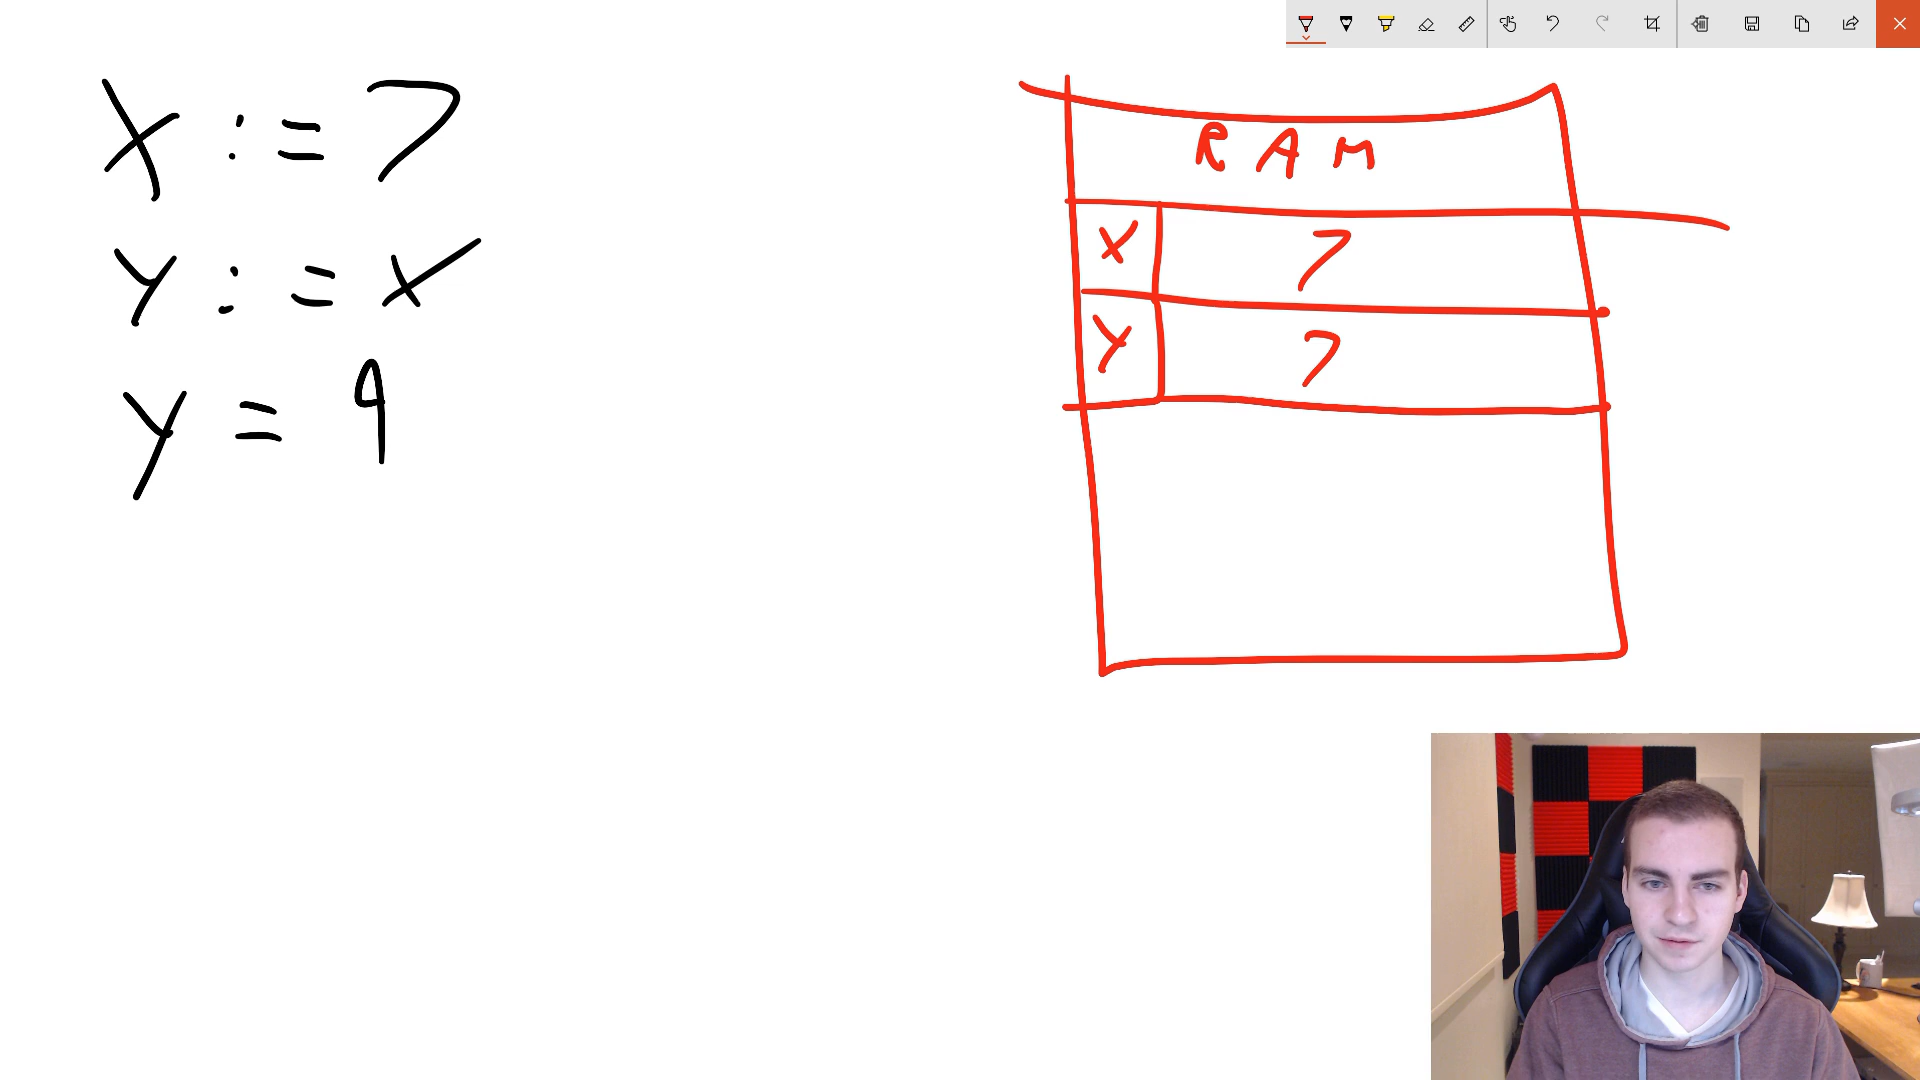 X := 7
y := x
y = 9
RAM
X 7
y 7